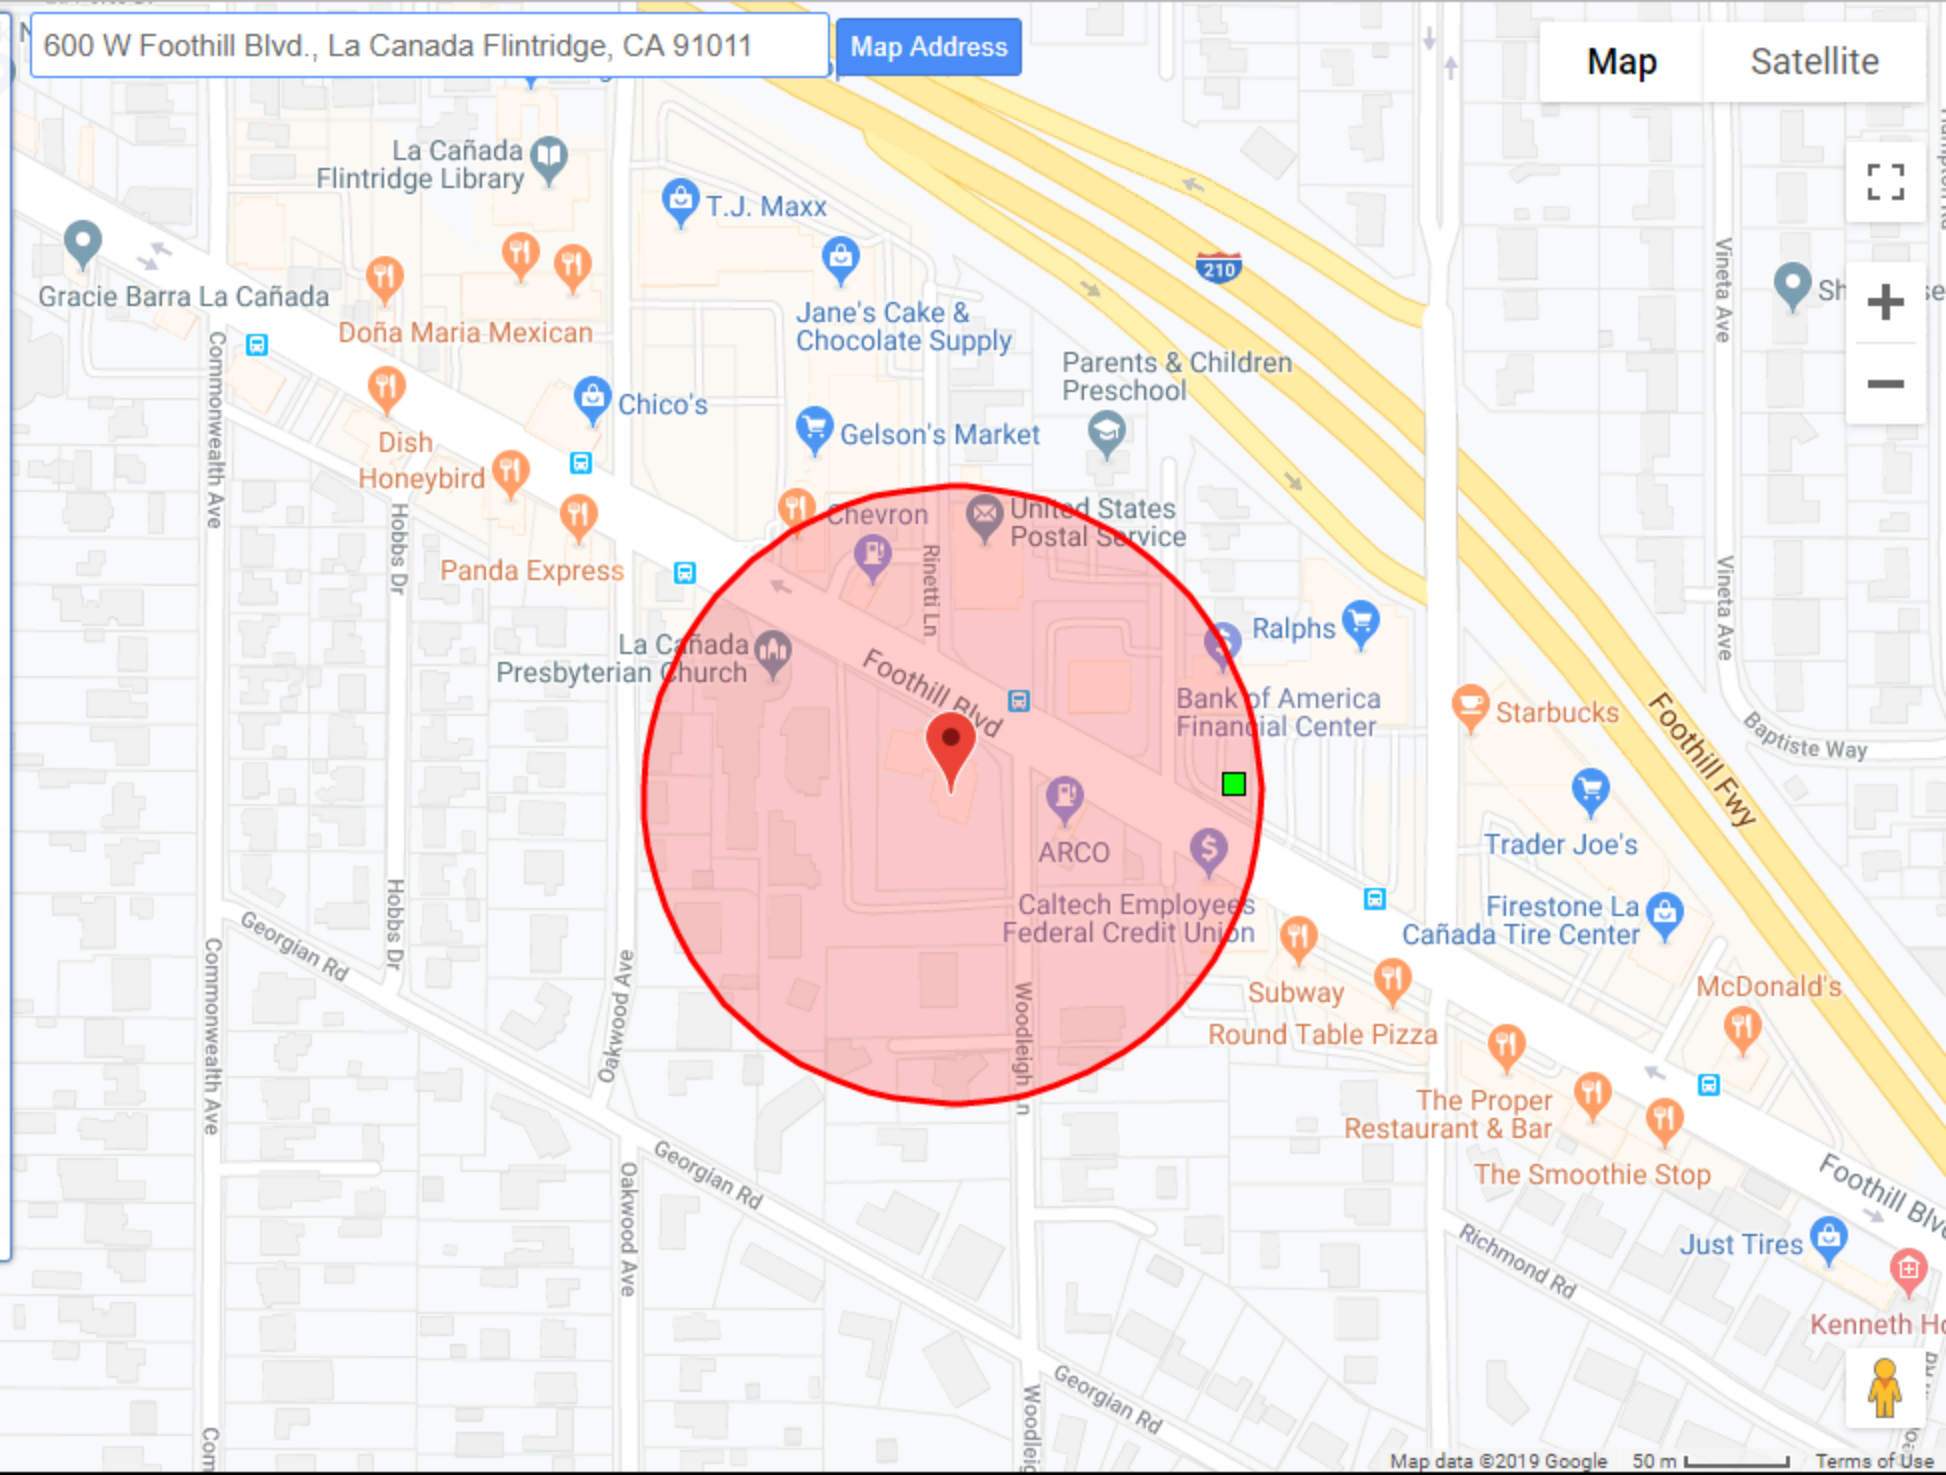 600 W Foothill Blvd., La Canada Flintridge, CA 91011
Map Address
Map
Satellite
La Cañada
Flintridge Library
T.J. Maxx
210
Vineta Ave
Gracie Barra La Cañada
Doña Maria Mexican
Jane's Cake &
Chocolate Supply
Commonwealth Ave
Parents & Children
Preschool
Chico's
Gelson's Market
Dish
Honeybird
Hobbs Dr
Panda Express
Chevron
United States
Postal Service
Rinetti Ln
Vineta Ave
La Cañada
Presbyterian Church
Foothill Blvd
Ralphs
Bank of America
Financial Center
Starbucks
Foothill Fwy
Baptiste Way
ARCO
Trader Joe's
Caltech Employees
Federal Credit Union
Firestone La
Cañada Tire Center
Hobbs Dr
Georgian Rd
Commonwealth Ave
Oakwood Ave
Woodleigh Ln
Subway
Round Table Pizza
McDonald's
The Proper
Restaurant & Bar
The Smoothie Stop
Georgian Rd
Oakwood Ave
Foothill Blv
Just Tires
Richmond Rd
Kenneth Ho
Georgian Rd
Woodleig
Com
Map data ©2019 Google
50 m
Terms of Use